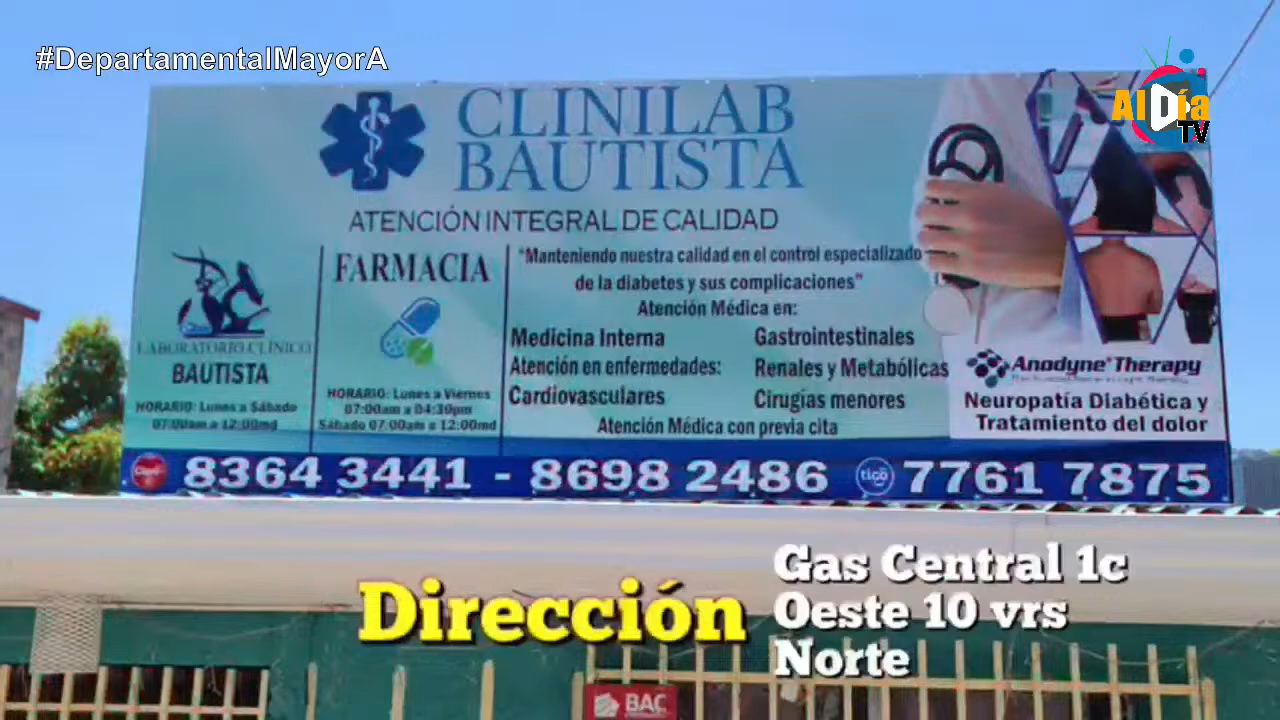 #DepartamentalMayorA
Al Día
TV
CLINILAB
BAUTISTA
ATENCIÓN INTEGRAL DE CALIDAD
LABORATORIO CLÍNICO
BAUTISTA
HORARIO: Lunes a Sábado
07:00am a 12:00md
FARMACIA
HORARIO: Lunes a Viernes
07:00am a 04:30pm
Sábado 07:00am a 12:00md
"Manteniendo nuestra calidad en el control especializado
de la diabetes y sus complicaciones"
Atención Médica en:
Medicina Interna
Atención en enfermedades:
Cardiovasculares
Gastrointestinales
Renales y Metabólicas
Cirugías menores
Atención Médica con previa cita
Anodyne® Therapy
Neuropatía Diabética y
Tratamiento del dolor
Claro 8364 3441 - 8698 2486 tigo 7761 7875
Dirección
Gas Central 1c
Oeste 10 vrs
Norte
BAC